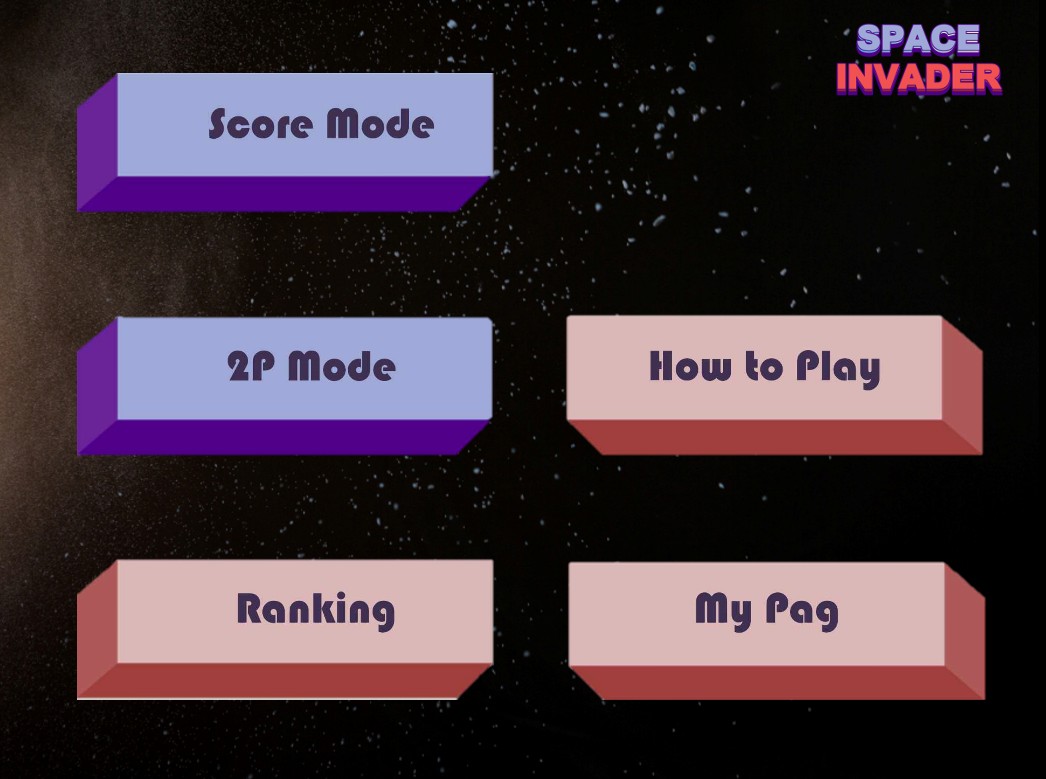 SPACE
INVADER
Score Mode
2P Mode
How to Play
Ranking
My Pag